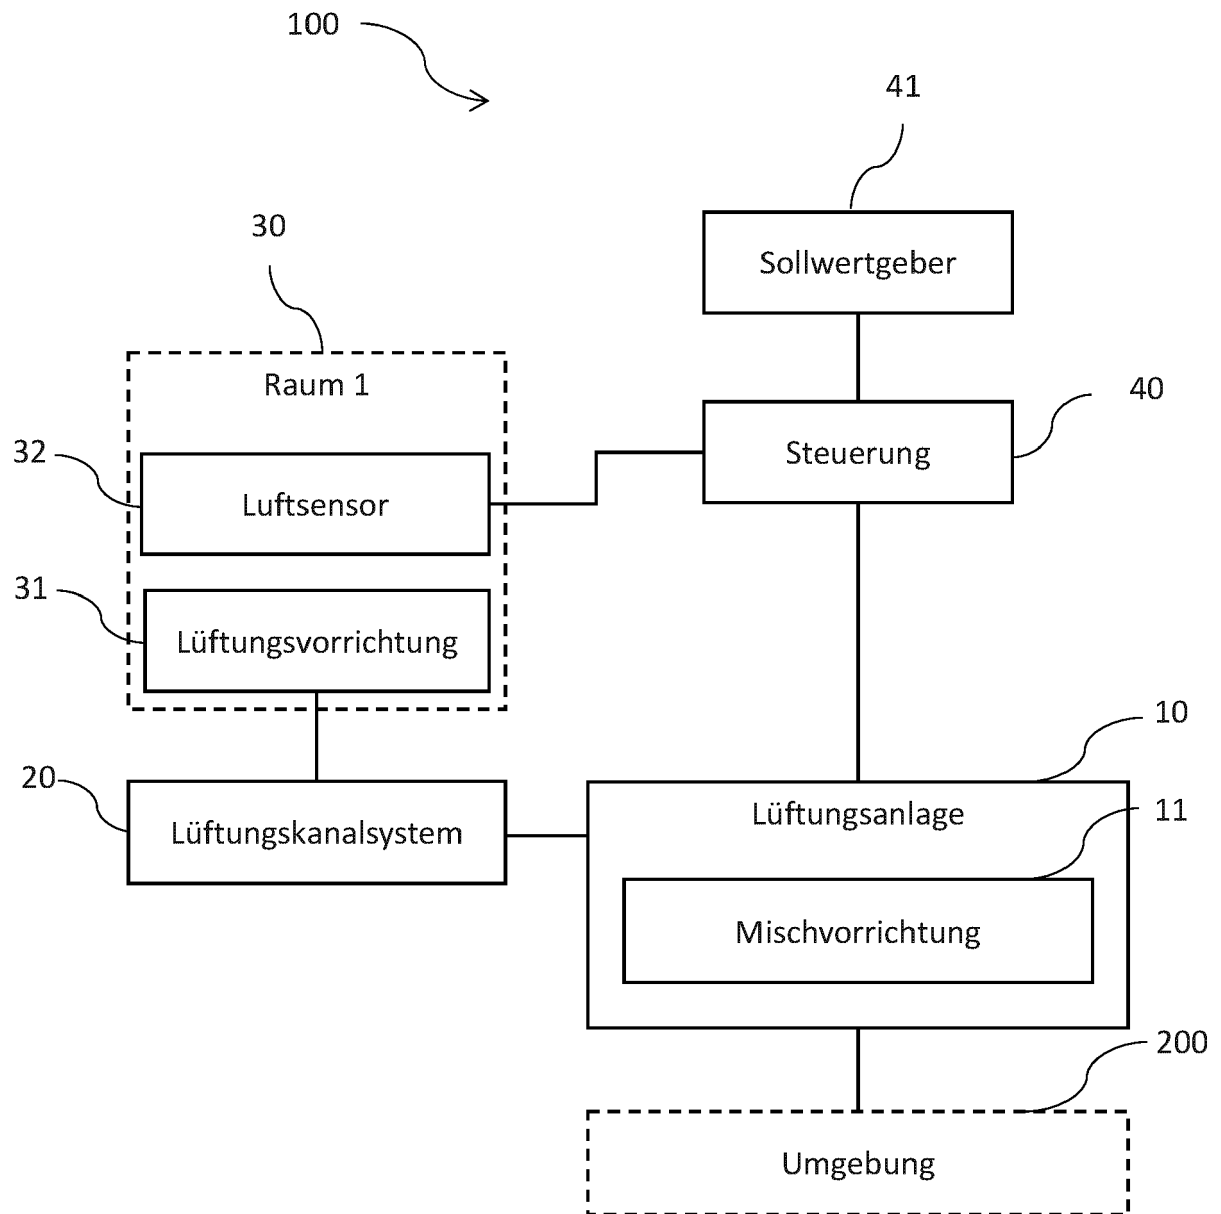 100
41
Sollwertgeber
30
Raum 1
40
Steuerung
32
Luftsensor
31
Lüftungsvorrichtung
10
20
Lüftungskanalsystem
Lüftungsanlage
11
Mischvorrichtung
200
Umgebung